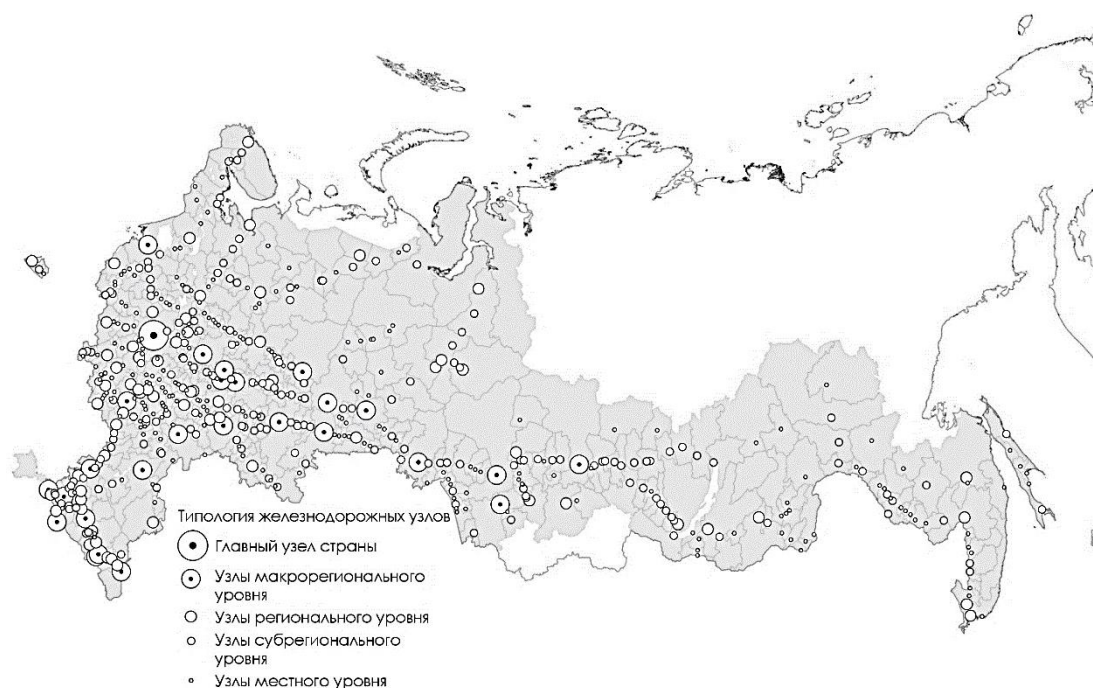 Типология железнодорожных узлов
Главный узел страны
Узлы макрорегионального
уровня
Узлы регионального уровня
Узлы субрегионального
уровня
Узлы местного уровня